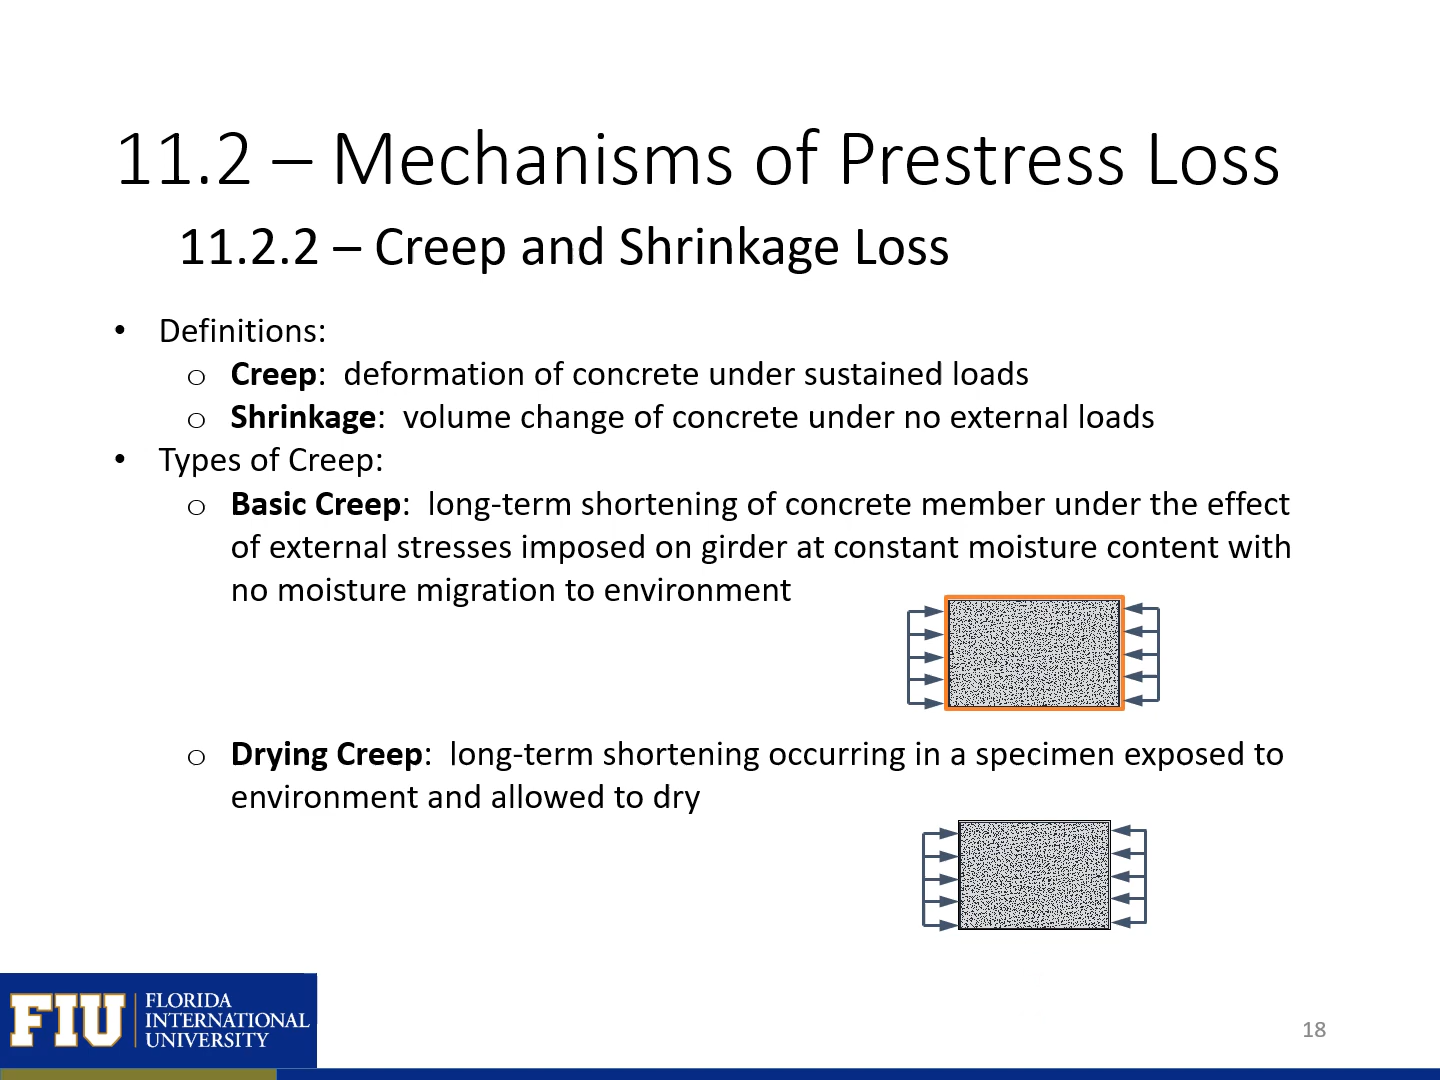 11.2 – Mechanisms of Prestress Loss
11.2.2 – Creep and Shrinkage Loss
• Definitions:
o Creep:  deformation of concrete under sustained loads
o Shrinkage:  volume change of concrete under no external loads
• Types of Creep:
o Basic Creep:  long-term shortening of concrete member under the effect
of external stresses imposed on girder at constant moisture content with
no moisture migration to environment
o Drying Creep:  long-term shortening occurring in a specimen exposed to
environment and allowed to dry
FIU
FLORIDA
INTERNATIONAL
UNIVERSITY
18